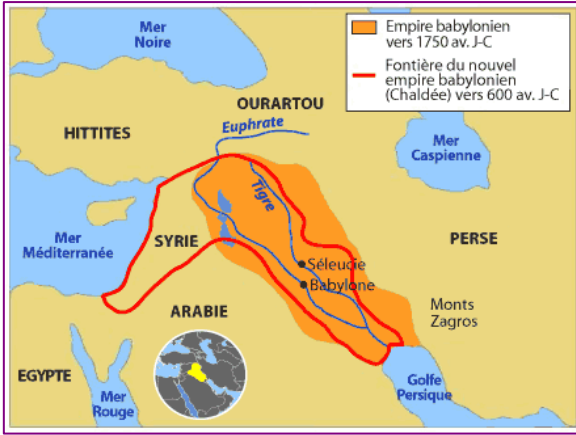 Mer
Noire
Empire babylonien
vers 1750 av. J-C
Fontière du nouvel
empire babylonien
(Chaldée) vers 600 av. J-C
OURARTOU
Euphrate
HITTITES
Mer
Caspienne
Tigre
Mer
Méditerranée
SYRIE
PERSE
Séleucie
Babylone
ARABIE
Monts
Zagros
EGYPTE
Mer
Rouge
Golfe
Persique